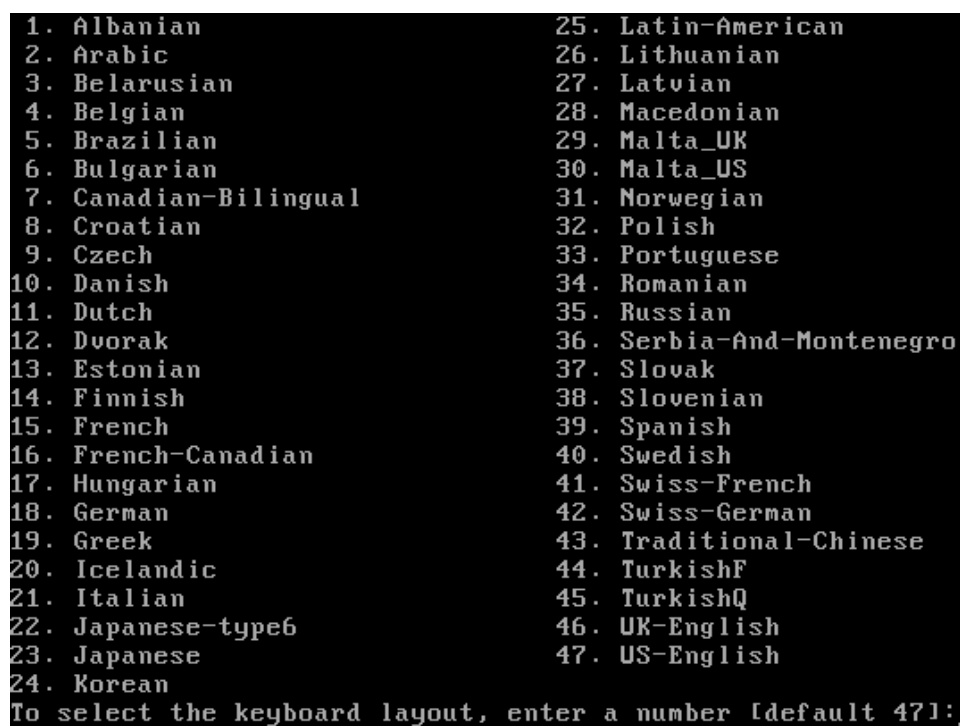 1. Albanian 25. Latin-American
2. Arabic 26. Lithuanian
3. Belarusian 27. Latvian
4. Belgian 28. Macedonian
5. Brazilian 29. Malta_UK
6. Bulgarian 30. Malta_US
7. Canadian-Bilingual 31. Norwegian
8. Croatian 32. Polish
9. Czech 33. Portuguese
10. Danish 34. Romanian
11. Dutch 35. Russian
12. Dvorak 36. Serbia-And-Montenegro
13. Estonian 37. Slovak
14. Finnish 38. Slovenian
15. French 39. Spanish
16. French-Canadian 40. Swedish
17. Hungarian 41. Swiss-French
18. German 42. Swiss-German
19. Greek 43. Traditional-Chinese
20. Icelandic 44. TurkishF
21. Italian 45. TurkishQ
22. Japanese-type6 46. UK-English
23. Japanese 47. US-English
24. Korean
To select the keyboard layout, enter a number [default 47]: